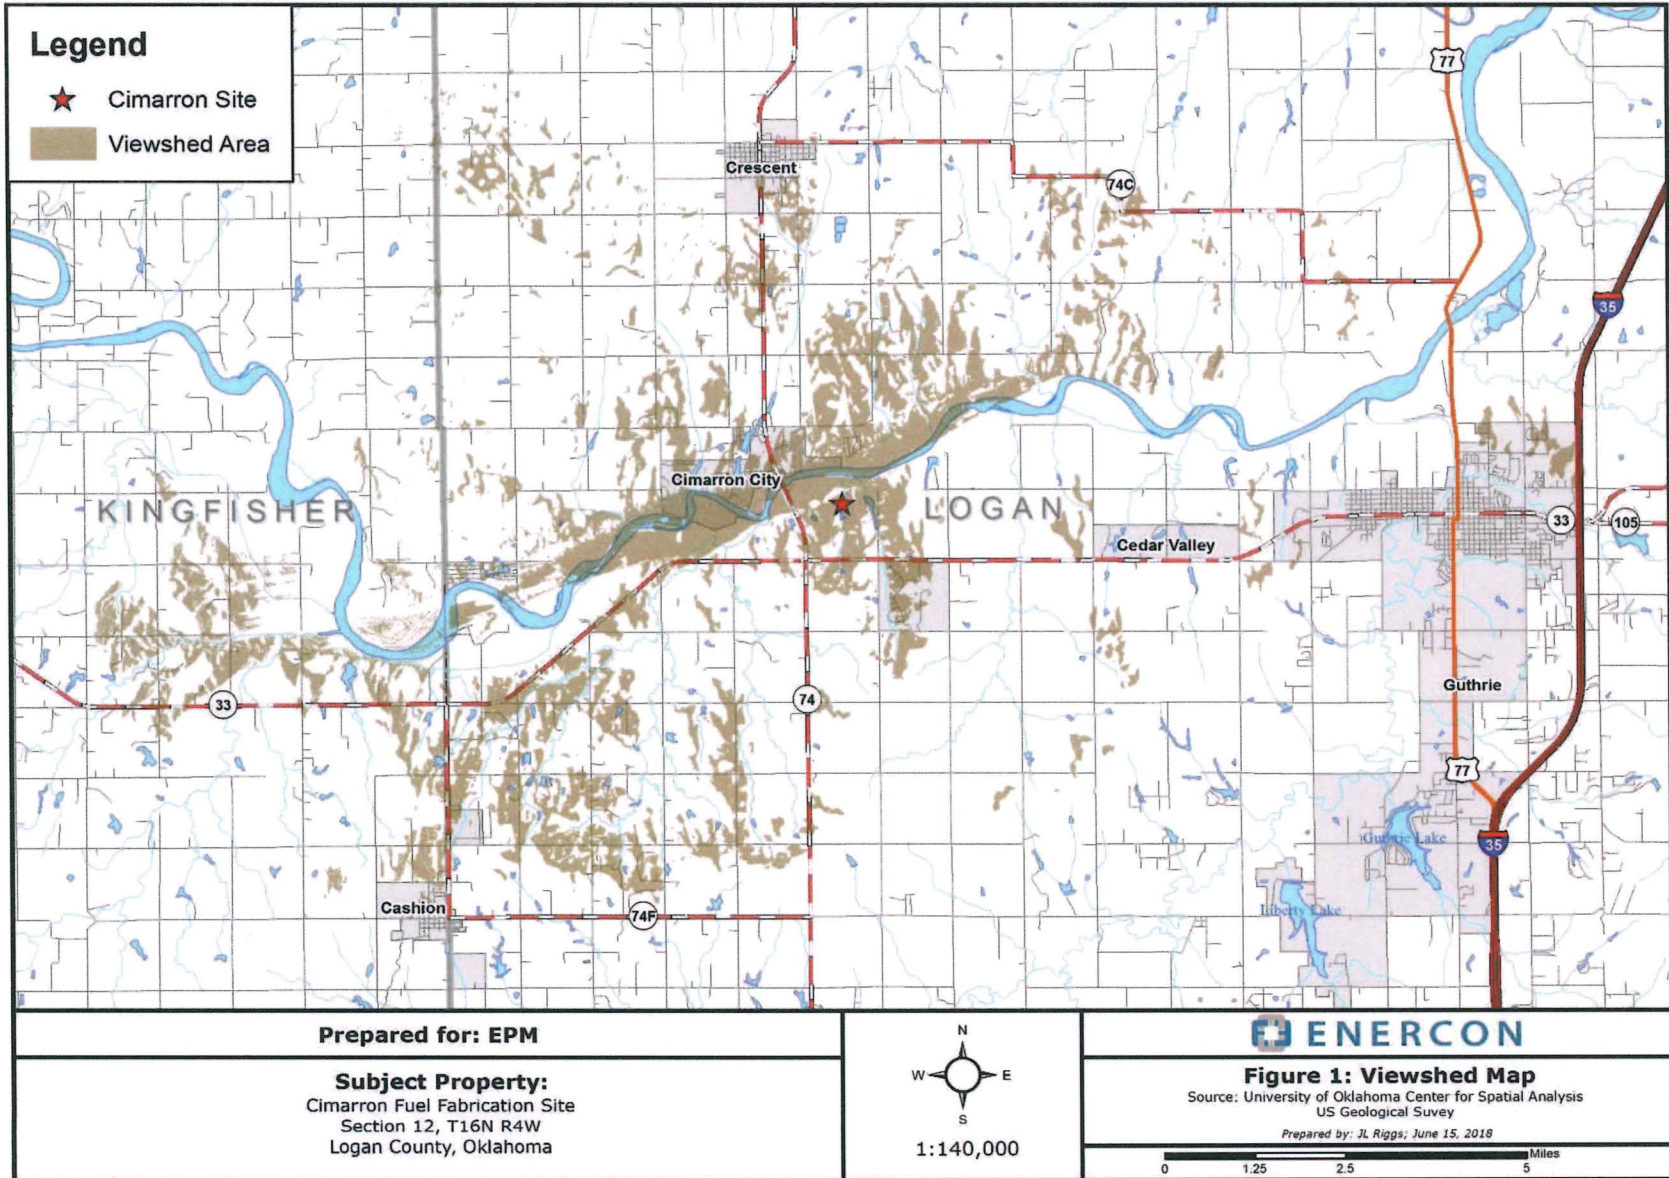 Legend
Cimarron Site
Viewshed Area
77
Crescent
74C
35
Cimarron City
KINGFISHER
LOGAN
33
105
Cedar Valley
Guthrie
33
74
77
Guthrie Lake
35
Cashion
74F
Liberty Lake
Prepared for: EPM
Subject Property:
Cimarron Fuel Fabrication Site
Section 12, T16N R4W
Logan County, Oklahoma
N
W
E
S
1:140,000
ENERCON
Figure 1: Viewshed Map
Source: University of Oklahoma Center for Spatial Analysis
US Geological Suvey
Prepared by: JL Riggs; June 15, 2018
Miles
0 1.25 2.5 5